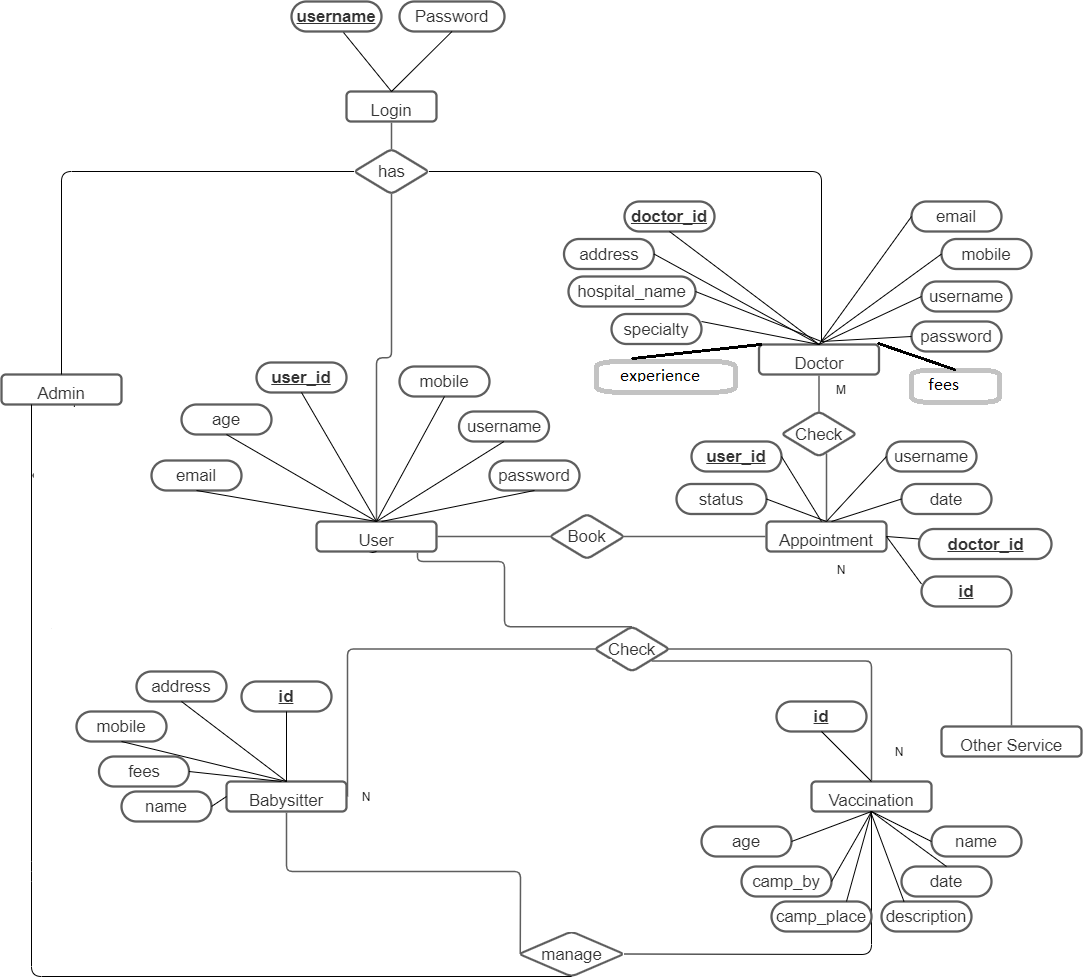 username
Password
Login
has
doctor_id
email
address
mobile
hospital_name
username
specialty
password
Doctor
experience
fees
M
Admin
user_id
mobile
age
username
email
password
Check
user_id
username
status
date
User
Book
Appointment
doctor_id
N
id
Check
address
id
mobile
id
fees
name
Babysitter
N
N
Other Service
Vaccination
age
name
camp_by
date
camp_place
description
manage